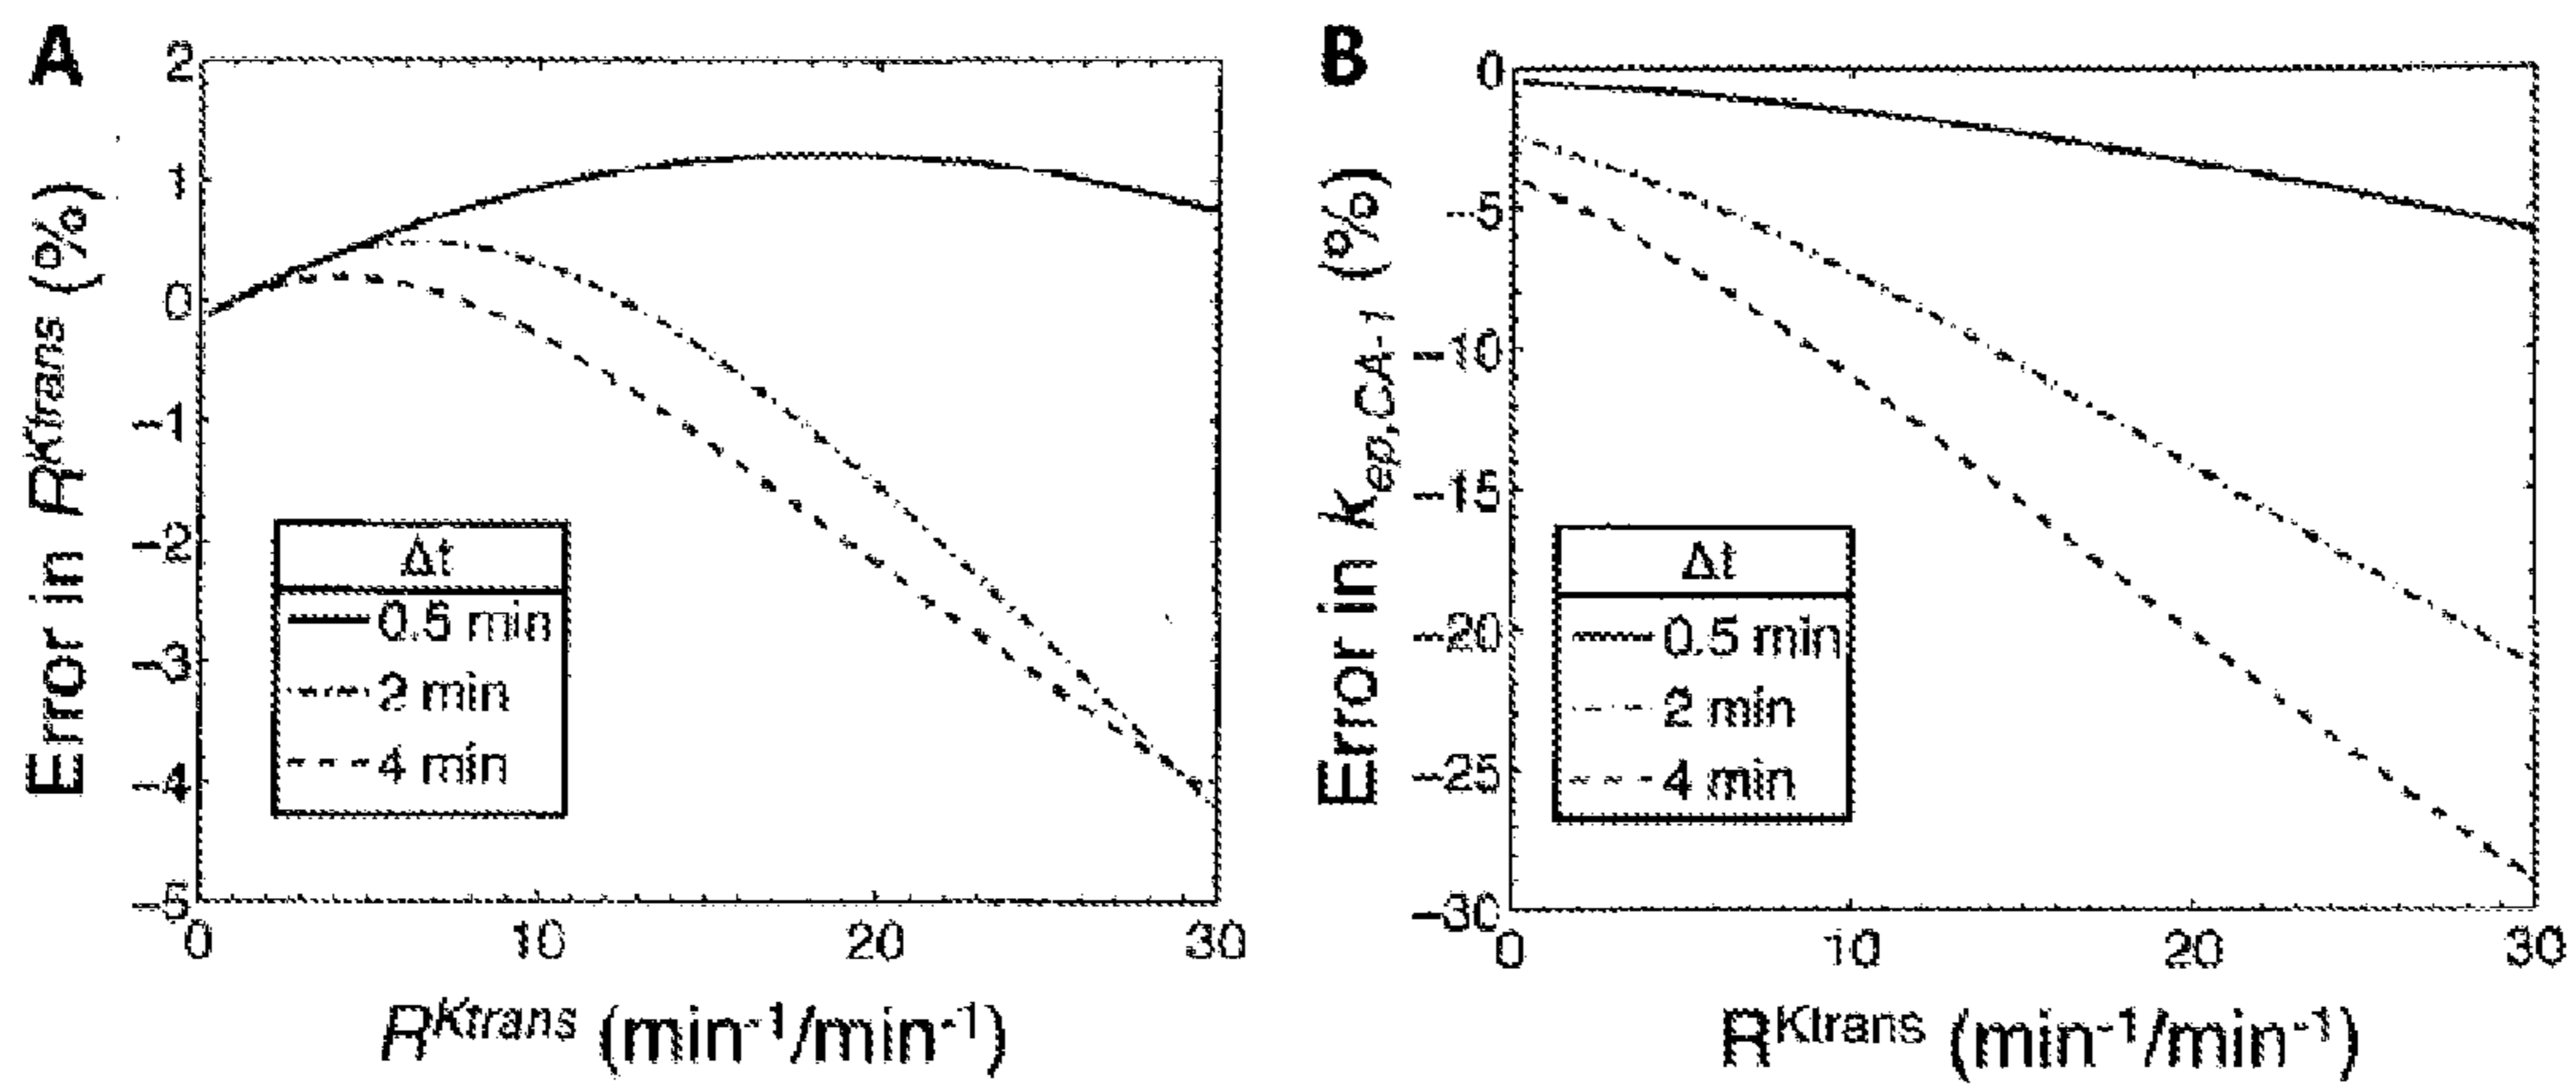 A
Error in R^Ktrans (%)
2
1
0
-1
-2
-3
-4
-5
0 10 20 30
Δt
0.5 min
2 min
4 min
R^Ktrans (min-1/min-1)
B
Error in kep,CA-1 (%)
0
-5
-10
-15
-20
-25
-30
0 10 20 30
Δt
0.5 min
2 min
4 min
R^Ktrans (min-1/min-1)